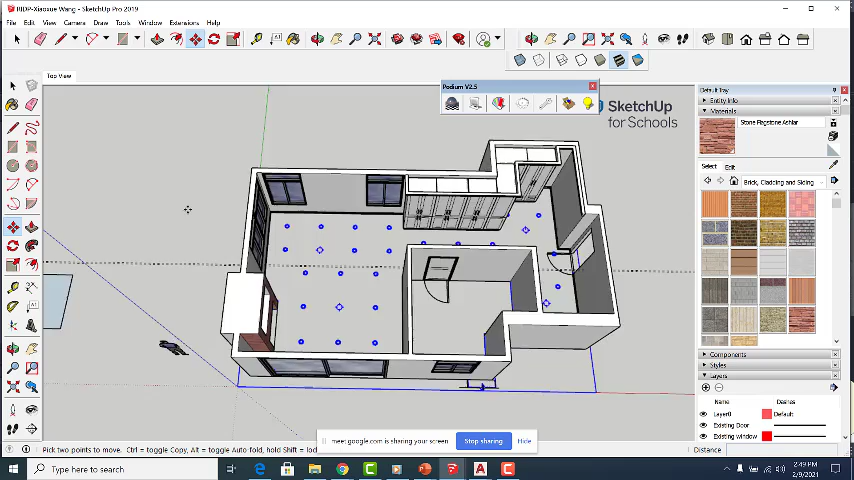 RIDP-Xiaoxue Wang - SketchUp Pro 2019
File Edit View Camera Draw Tools Window Extensions Help
Top View
Podium V2.5
SketchUp
for Schools
Default Tray
Entity Info
Materials
Stone Flagstone Ashlar
Select Edit
Brick, Cladding and Siding
Components
Styles
Layers
Name Dashes
Layer0 Default
Existing Door
Existing window
meet.google.com is sharing your screen. Stop sharing Hide
Pick two points to move. Ctrl = toggle Copy, Alt = toggle Auto-fold, hold Shift = lock
Distance
Type here to search
2:49 PM
2/9/2021